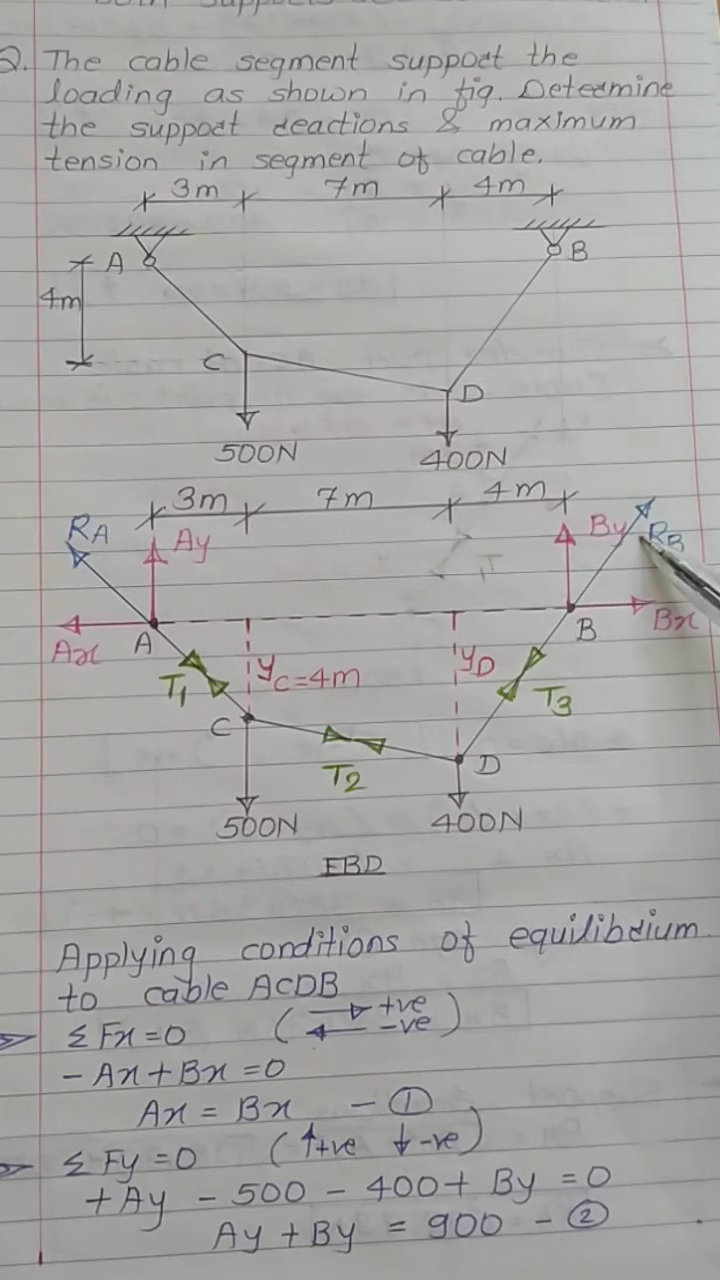 Q. The cable segment support the
loading as shown in fig. Determine
the support reactions & maximum
tension in segment of cable.
3m 7m 4m
A B
4m
C
D
500N 400N
3m 7m 4m
RA Ay By RB
Ax A B Bx
yC=4m yD
T1 T3
C
D
T2
500N 400N
FBD
Applying conditions of equilibrium
to cable ACDB
ΣFx=0 (→ +ve ← -ve)
-Ax+Bx=0
Ax = Bx - ①
ΣFy=0 (↑+ve ↓-ve)
+Ay - 500 - 400+ By =0
Ay+By = 900 - ②